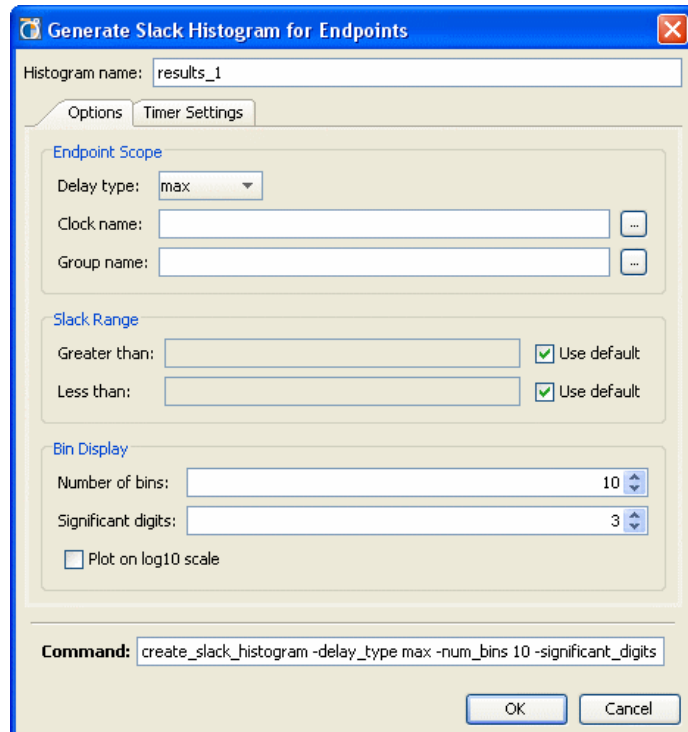 Generate Slack Histogram for Endpoints
Histogram name: results_1
Options Timer Settings
Endpoint Scope
Delay type: max
Clock name: ...
Group name: ...
Slack Range
Greater than: Use default
Less than: Use default
Bin Display
Number of bins: 10
Significant digits: 3
Plot on log10 scale
Command: create_slack_histogram -delay_type max -num_bins 10 -significant_digits
OK Cancel